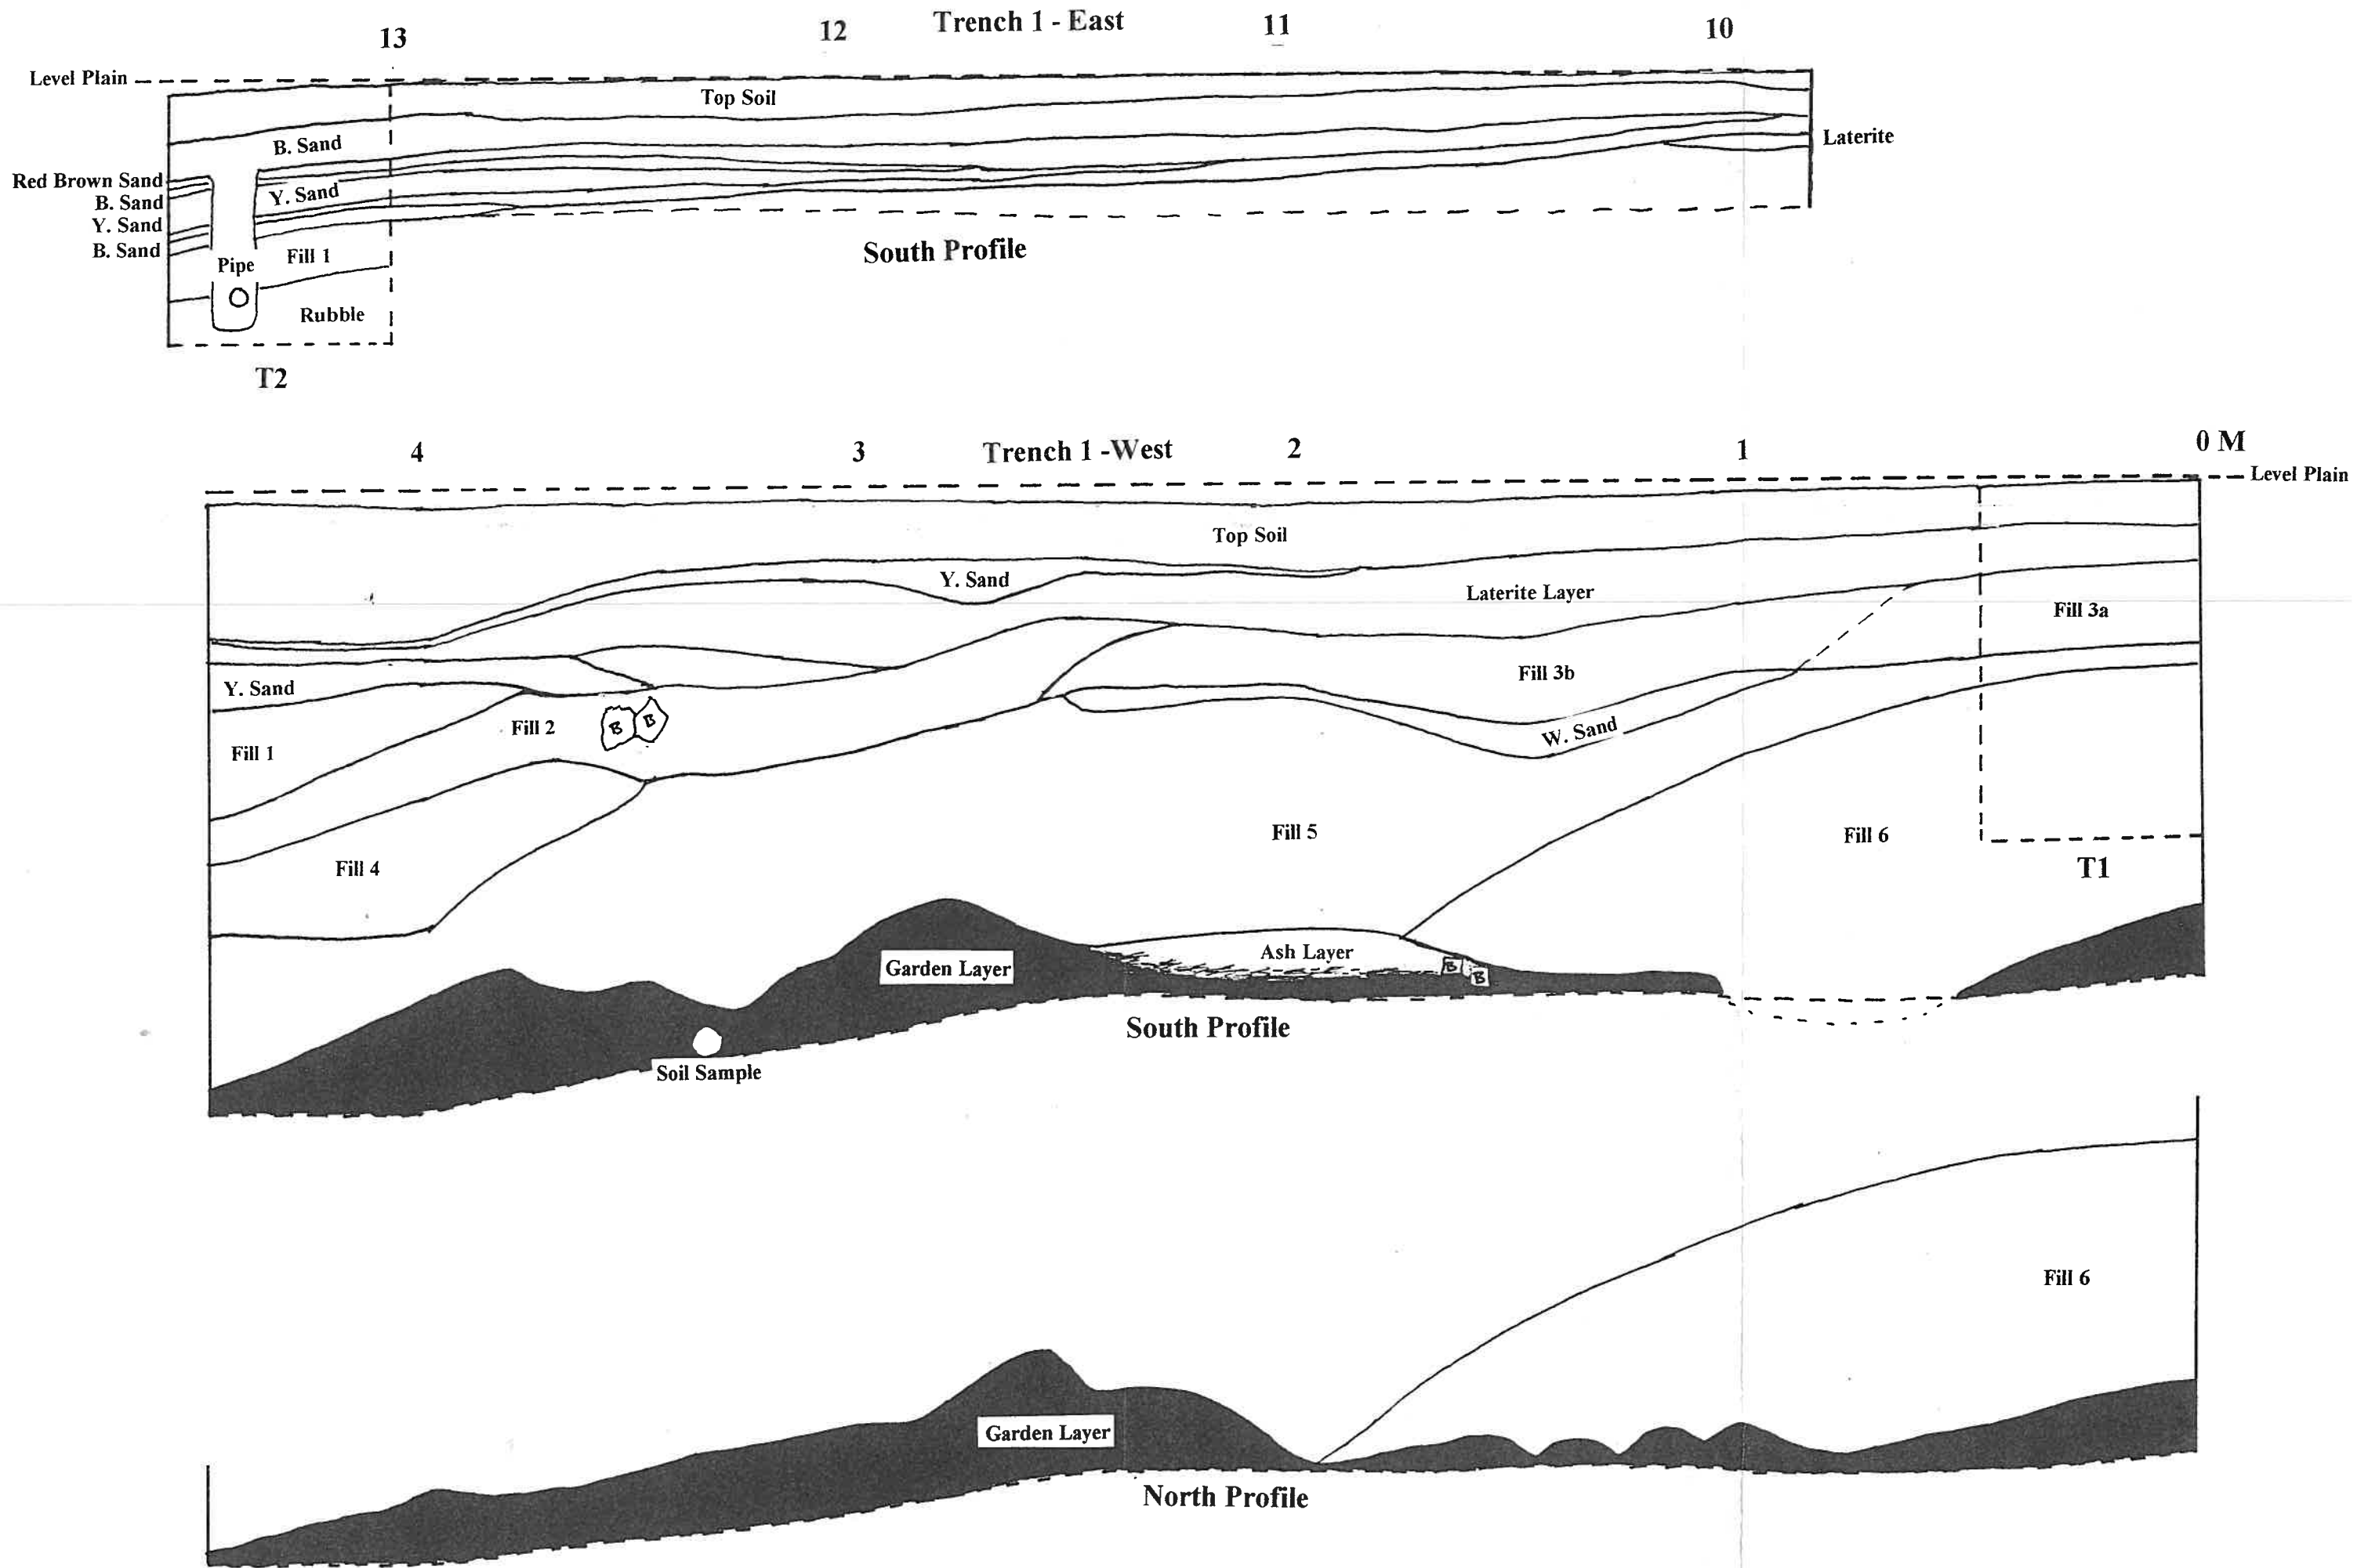 Trench 1 - East
13 12 11 10
Level Plain
Top Soil
B. Sand
Laterite
Red Brown Sand
Y. Sand
B. Sand
Y. Sand
B. Sand
South Profile
Fill 1
Pipe
Rubble
T2
4 3 Trench 1 -West 2 1 0 M
Level Plain
Top Soil
Y. Sand
Laterite Layer
Fill 3a
Fill 3b
Y. Sand
B B
Fill 2
W. Sand
Fill 1
Fill 5
Fill 6
Fill 4
T1
Ash Layer
Garden Layer
B
B
South Profile
Soil Sample
Fill 6
Garden Layer
North Profile